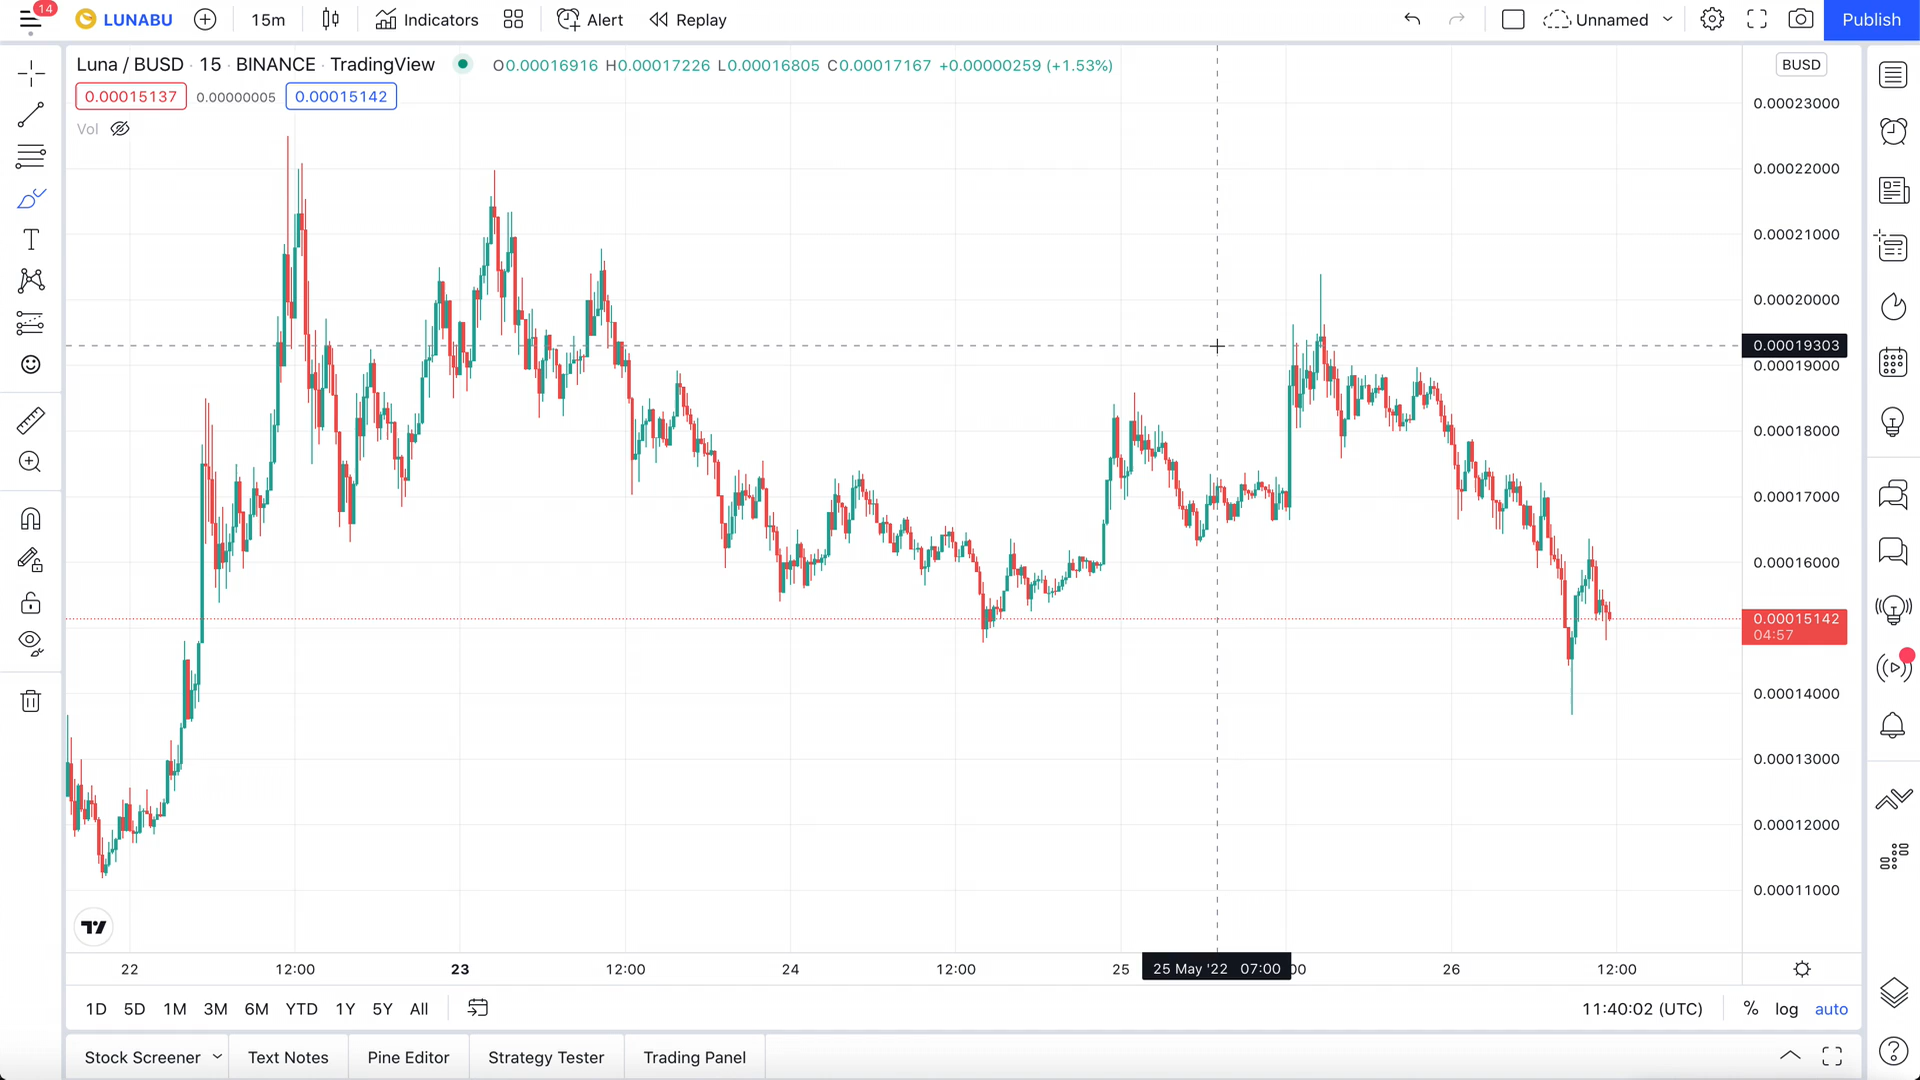 14
LUNABU
15m
Indicators
Alert
Replay
Unnamed
Publish
Luna / BUSD · 15 · BINANCE · TradingView
O0.00016916 H0.00017226 L0.00016805 C0.00017167 +0.00000259 (+1.53%)
BUSD
0.00015137 0.00000005 0.00015142
Vol
0.00023000
0.00022000
0.00021000
0.00020000
0.00019303
0.00019000
0.00018000
0.00017000
0.00016000
0.00015142
04:57
0.00014000
0.00013000
0.00012000
0.00011000
22 12:00 23 12:00 24 12:00 25 25 May '22 07:00 00 26 12:00
1D 5D 1M 3M 6M YTD 1Y 5Y All
11:40:02 (UTC) % log auto
Stock Screener Text Notes Pine Editor Strategy Tester Trading Panel